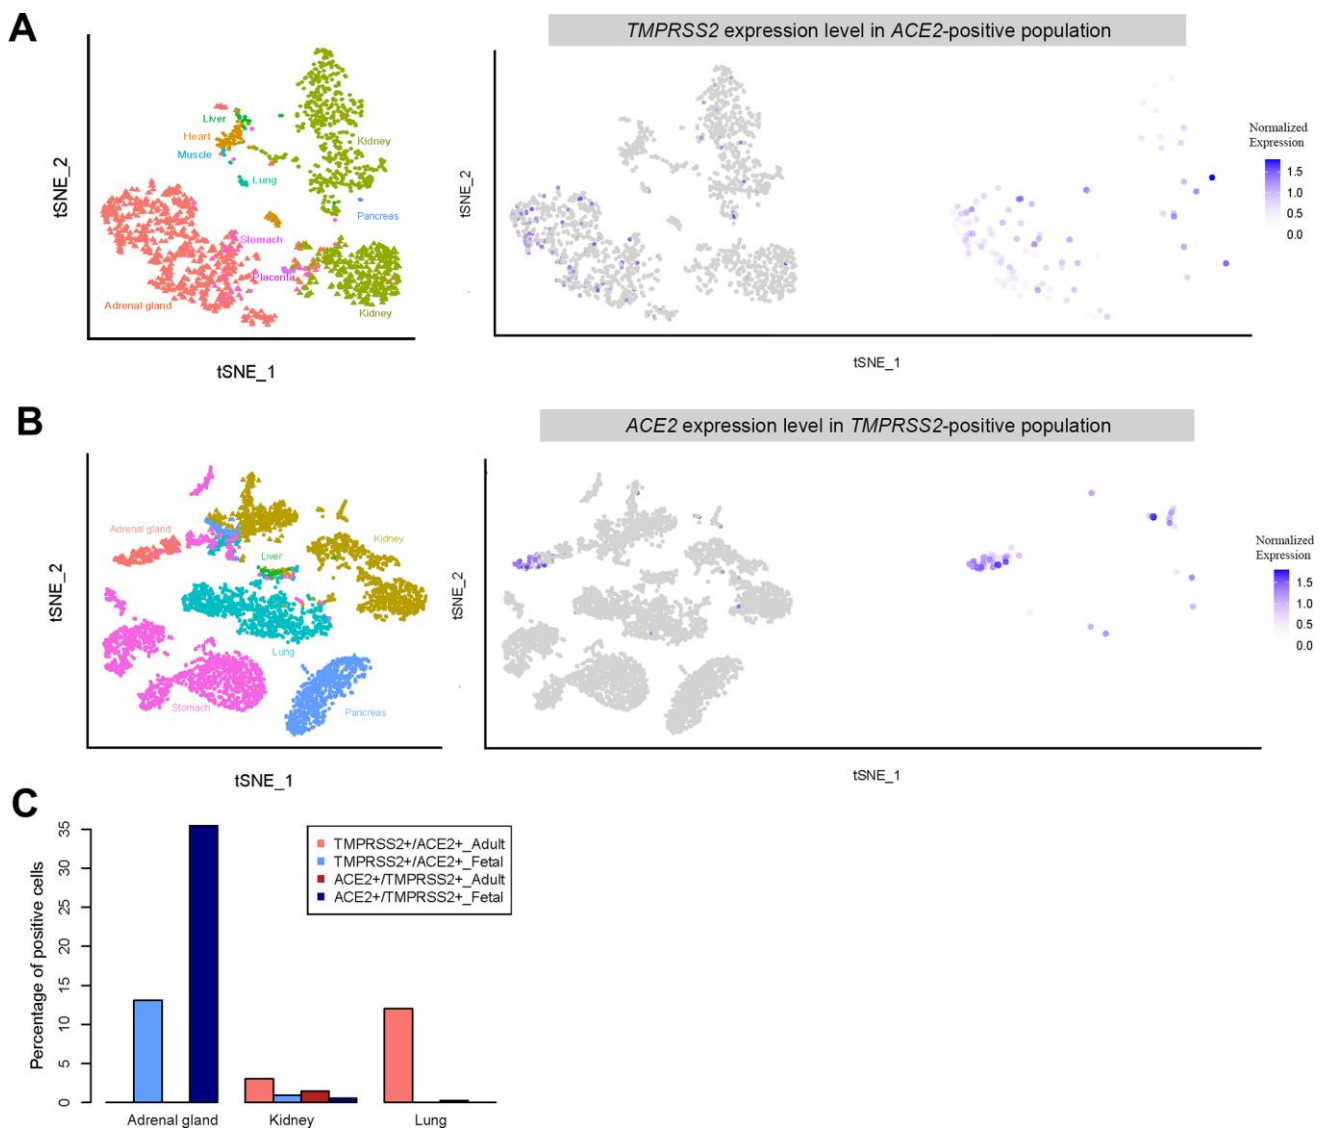 A
TMPRSS2 expression level in ACE2-positive population
tSNE_2
Liver
Heart
Muscle
Lung
Kidney
Pancreas
Stomach
Placenta
Adrenal gland
Kidney
tSNE_1
tSNE_2
tSNE_1
Normalized
Expression
1.5
1.0
0.5
0.0
B
ACE2 expression level in TMPRSS2-positive population
tSNE_2
Adrenal gland
Kidney
Liver
Lung
Stomach
Pancreas
tSNE_1
tSNE_2
tSNE_1
Normalized
Expression
1.5
1.0
0.5
0.0
C
Percentage of positive cells
35
30
25
20
15
10
5
0
TMPRSS2+/ACE2+_Adult
TMPRSS2+/ACE2+_Fetal
ACE2+/TMPRSS2+_Adult
ACE2+/TMPRSS2+_Fetal
Adrenal gland
Kidney
Lung